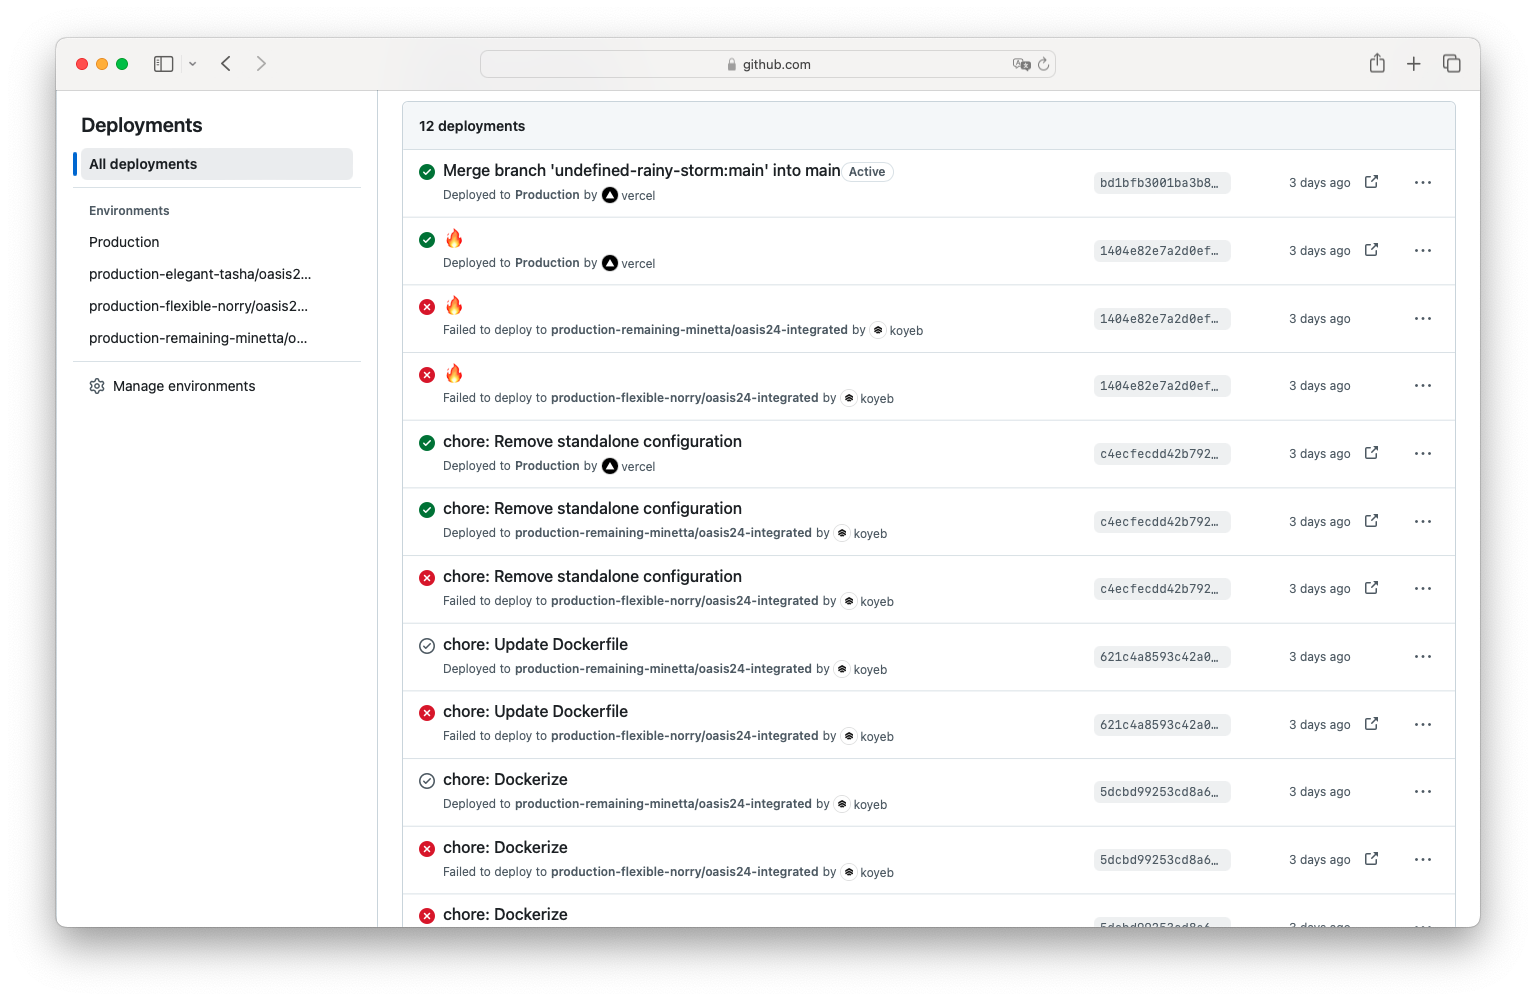 github.com
Deployments
All deployments
Environments
Production
production-elegant-tasha/oasis2...
production-flexible-norry/oasis2...
production-remaining-minetta/o...
Manage environments
12 deployments
Merge branch 'undefined-rainy-storm:main' into main Active
Deployed to Production by vercel
bd1bfb3001ba3b8… 3 days ago
🔥
Deployed to Production by vercel
1404e82e7a2d0ef… 3 days ago
🔥
Failed to deploy to production-remaining-minetta/oasis24-integrated by koyeb
1404e82e7a2d0ef… 3 days ago
🔥
Failed to deploy to production-flexible-norry/oasis24-integrated by koyeb
1404e82e7a2d0ef… 3 days ago
chore: Remove standalone configuration
Deployed to Production by vercel
c4ecfecdd42b792… 3 days ago
chore: Remove standalone configuration
Deployed to production-remaining-minetta/oasis24-integrated by koyeb
c4ecfecdd42b792… 3 days ago
chore: Remove standalone configuration
Failed to deploy to production-flexible-norry/oasis24-integrated by koyeb
c4ecfecdd42b792… 3 days ago
chore: Update Dockerfile
Deployed to production-remaining-minetta/oasis24-integrated by koyeb
621c4a8593c42a0… 3 days ago
chore: Update Dockerfile
Failed to deploy to production-flexible-norry/oasis24-integrated by koyeb
621c4a8593c42a0… 3 days ago
chore: Dockerize
Deployed to production-remaining-minetta/oasis24-integrated by koyeb
5dcbd99253cd8a6… 3 days ago
chore: Dockerize
Failed to deploy to production-flexible-norry/oasis24-integrated by koyeb
5dcbd99253cd8a6… 3 days ago
chore: Dockerize